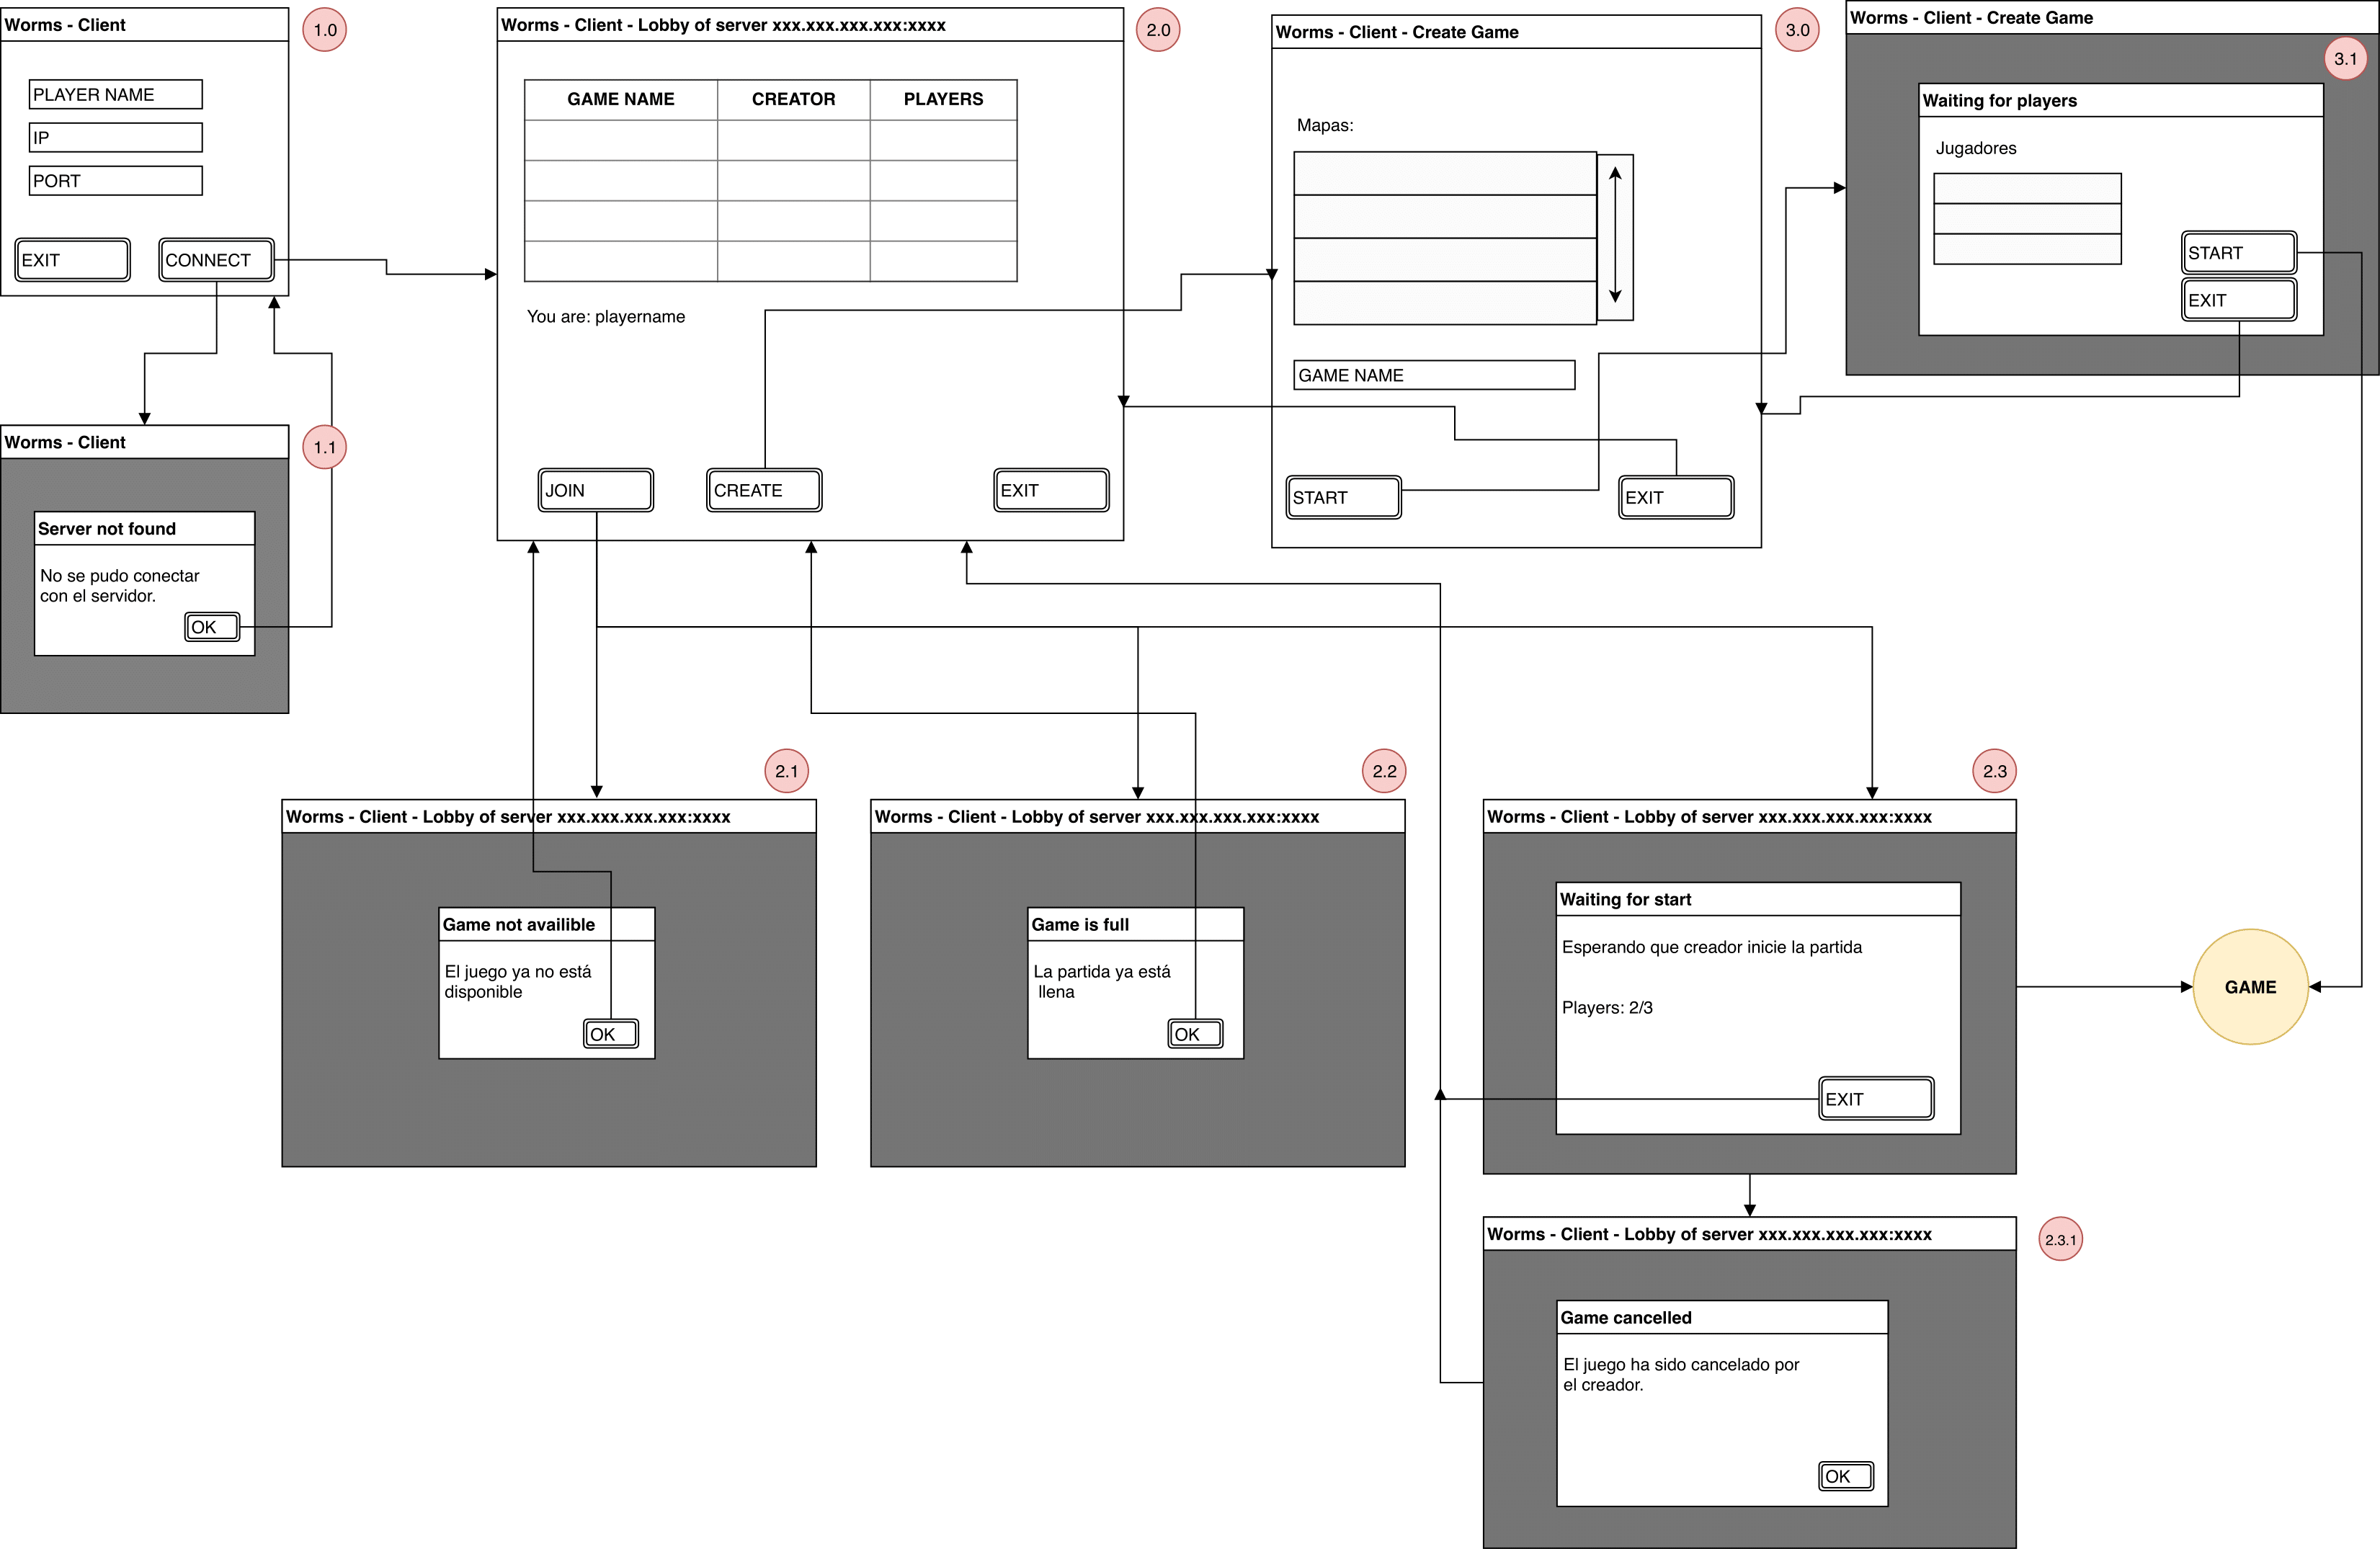 Worms - Client
1.0
PLAYER NAME
IP
PORT
EXIT
CONNECT
Worms - Client
1.1
Server not found
No se pudo conectar
con el servidor.
OK
Worms - Client - Lobby of server xxx.xxx.xxx.xxx:xxxx
2.0
GAME NAME
CREATOR
PLAYERS
You are: playername
JOIN
CREATE
EXIT
Worms - Client - Create Game
3.0
Mapas:
GAME NAME
START
EXIT
Worms - Client - Create Game
3.1
Waiting for players
Jugadores
START
EXIT
2.1
Worms - Client - Lobby of server xxx.xxx.xxx.xxx:xxxx
Game not availible
El juego ya no está
disponible
OK
2.2
Worms - Client - Lobby of server xxx.xxx.xxx.xxx:xxxx
Game is full
La partida ya está
llena
OK
2.3
Worms - Client - Lobby of server xxx.xxx.xxx.xxx:xxxx
Waiting for start
Esperando que creador inicie la partida
Players: 2/3
EXIT
GAME
Worms - Client - Lobby of server xxx.xxx.xxx.xxx:xxxx
2.3.1
Game cancelled
El juego ha sido cancelado por
el creador.
OK